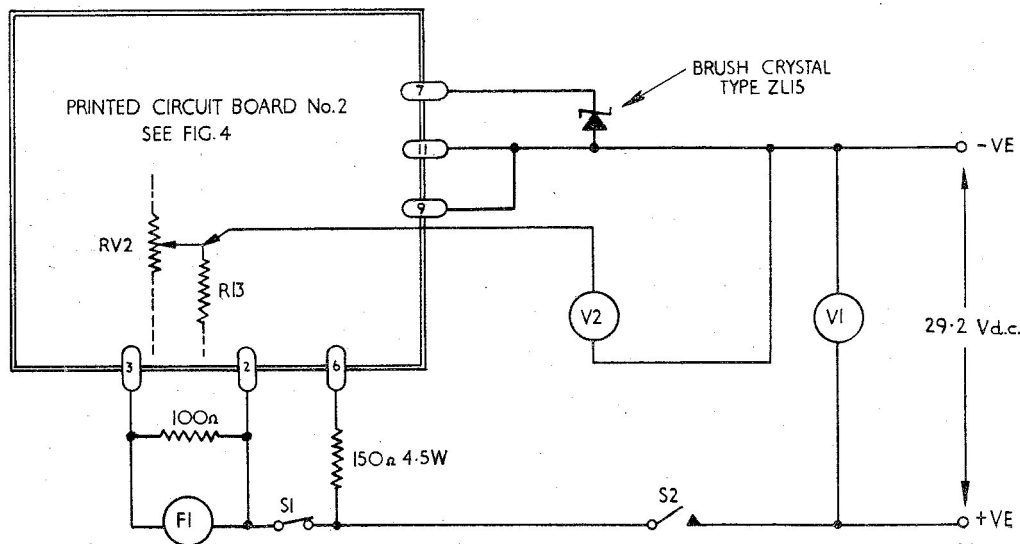 PRINTED CIRCUIT BOARD No.2
SEE FIG. 4
7
BRUSH CRYSTAL
TYPE ZL15
11
-VE
9
RV2
R13
V2
V1
29·2 Vd.c.
3
2
6
100Ω
150Ω 4·5W
F1
S1
S2
+VE